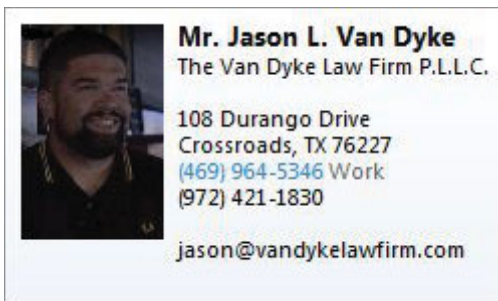 Mr. Jason L. Van Dyke
The Van Dyke Law Firm P.L.L.C.
108 Durango Drive
Crossroads, TX 76227
(469) 964-5346 Work
(972) 421-1830
jason@vandykelawfirm.com